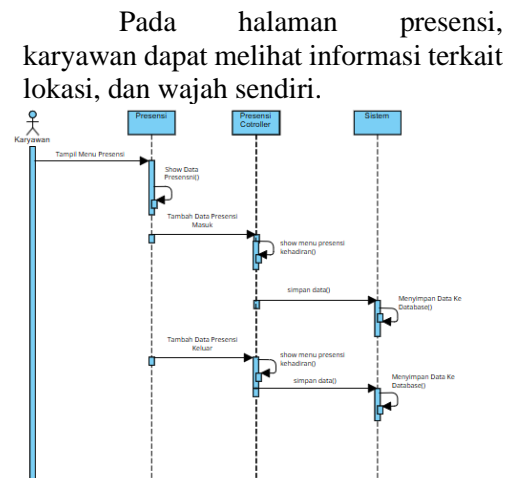 Pada halaman presensi,
karyawan dapat melihat informasi terkait
lokasi, dan wajah sendiri.
Karyawan
Presensi
Presensi
Cotroller
Sistem
Tampil Menu Presensi
Show Data
Presensni()
Tambah Data Presensi
Masuk
show menu presensi
kehadiran()
simpan data()
Menyimpan Data Ke
Database()
Tambah Data Presensi
Keluar
show menu presensi
kehadiran()
simpan data()
Menyimpan Data Ke
Database()